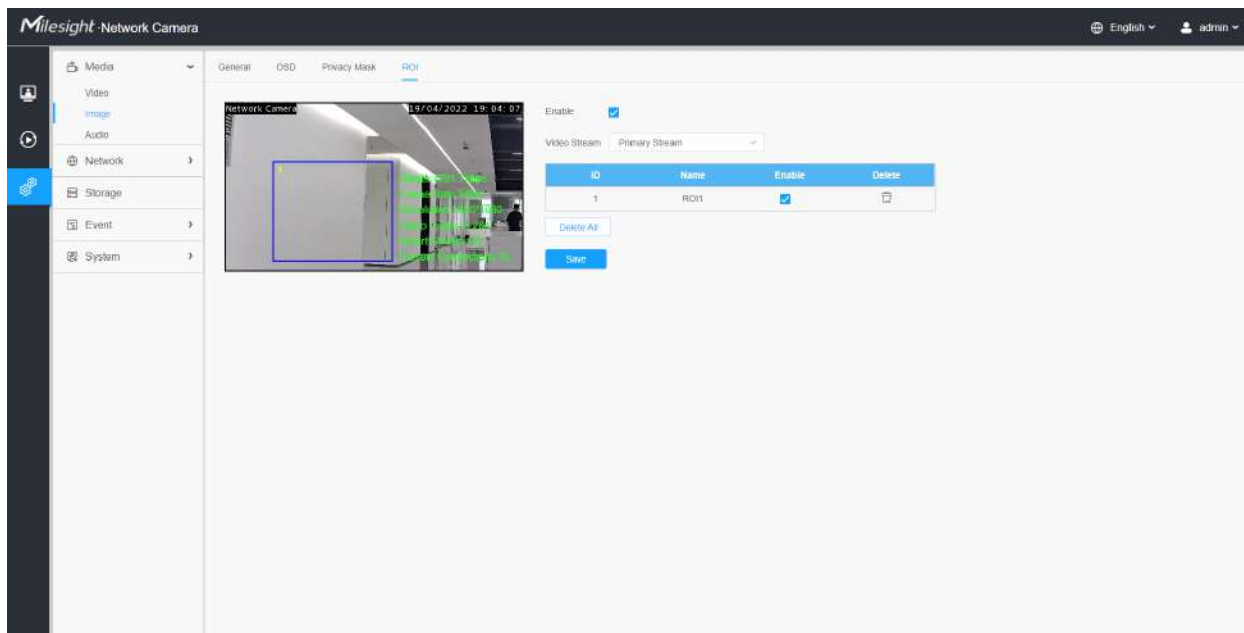 Milesight ·Network Camera
English
admin
Media
Video
Image
Audio
Network
Storage
Event
System
General
OSD
Privacy Mask
ROI
Network Camera
19/04/2022 19:04:07
1
Enable
Video Stream
Primary Stream
ID Name Enable Delete
1 ROI1
Delete All
Save